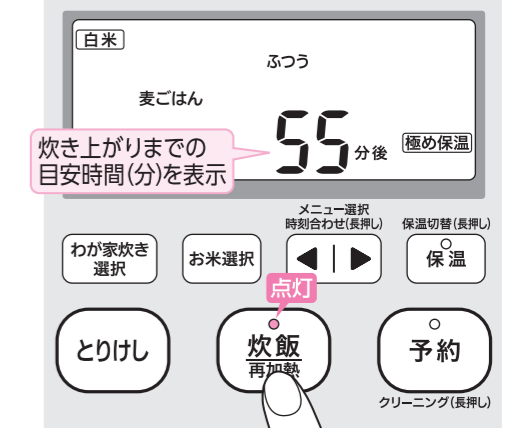 白米
ふつう
麦ごはん
55分後
極め保温
炊き上がりまでの
目安時間(分)を表示
メニュー選択
時刻合わせ(長押し)
保温切替(長押し)
わが家炊き
選択
お米選択
保温
点灯
とりけし
炊飯
再加熱
予約
クリーニング(長押し)